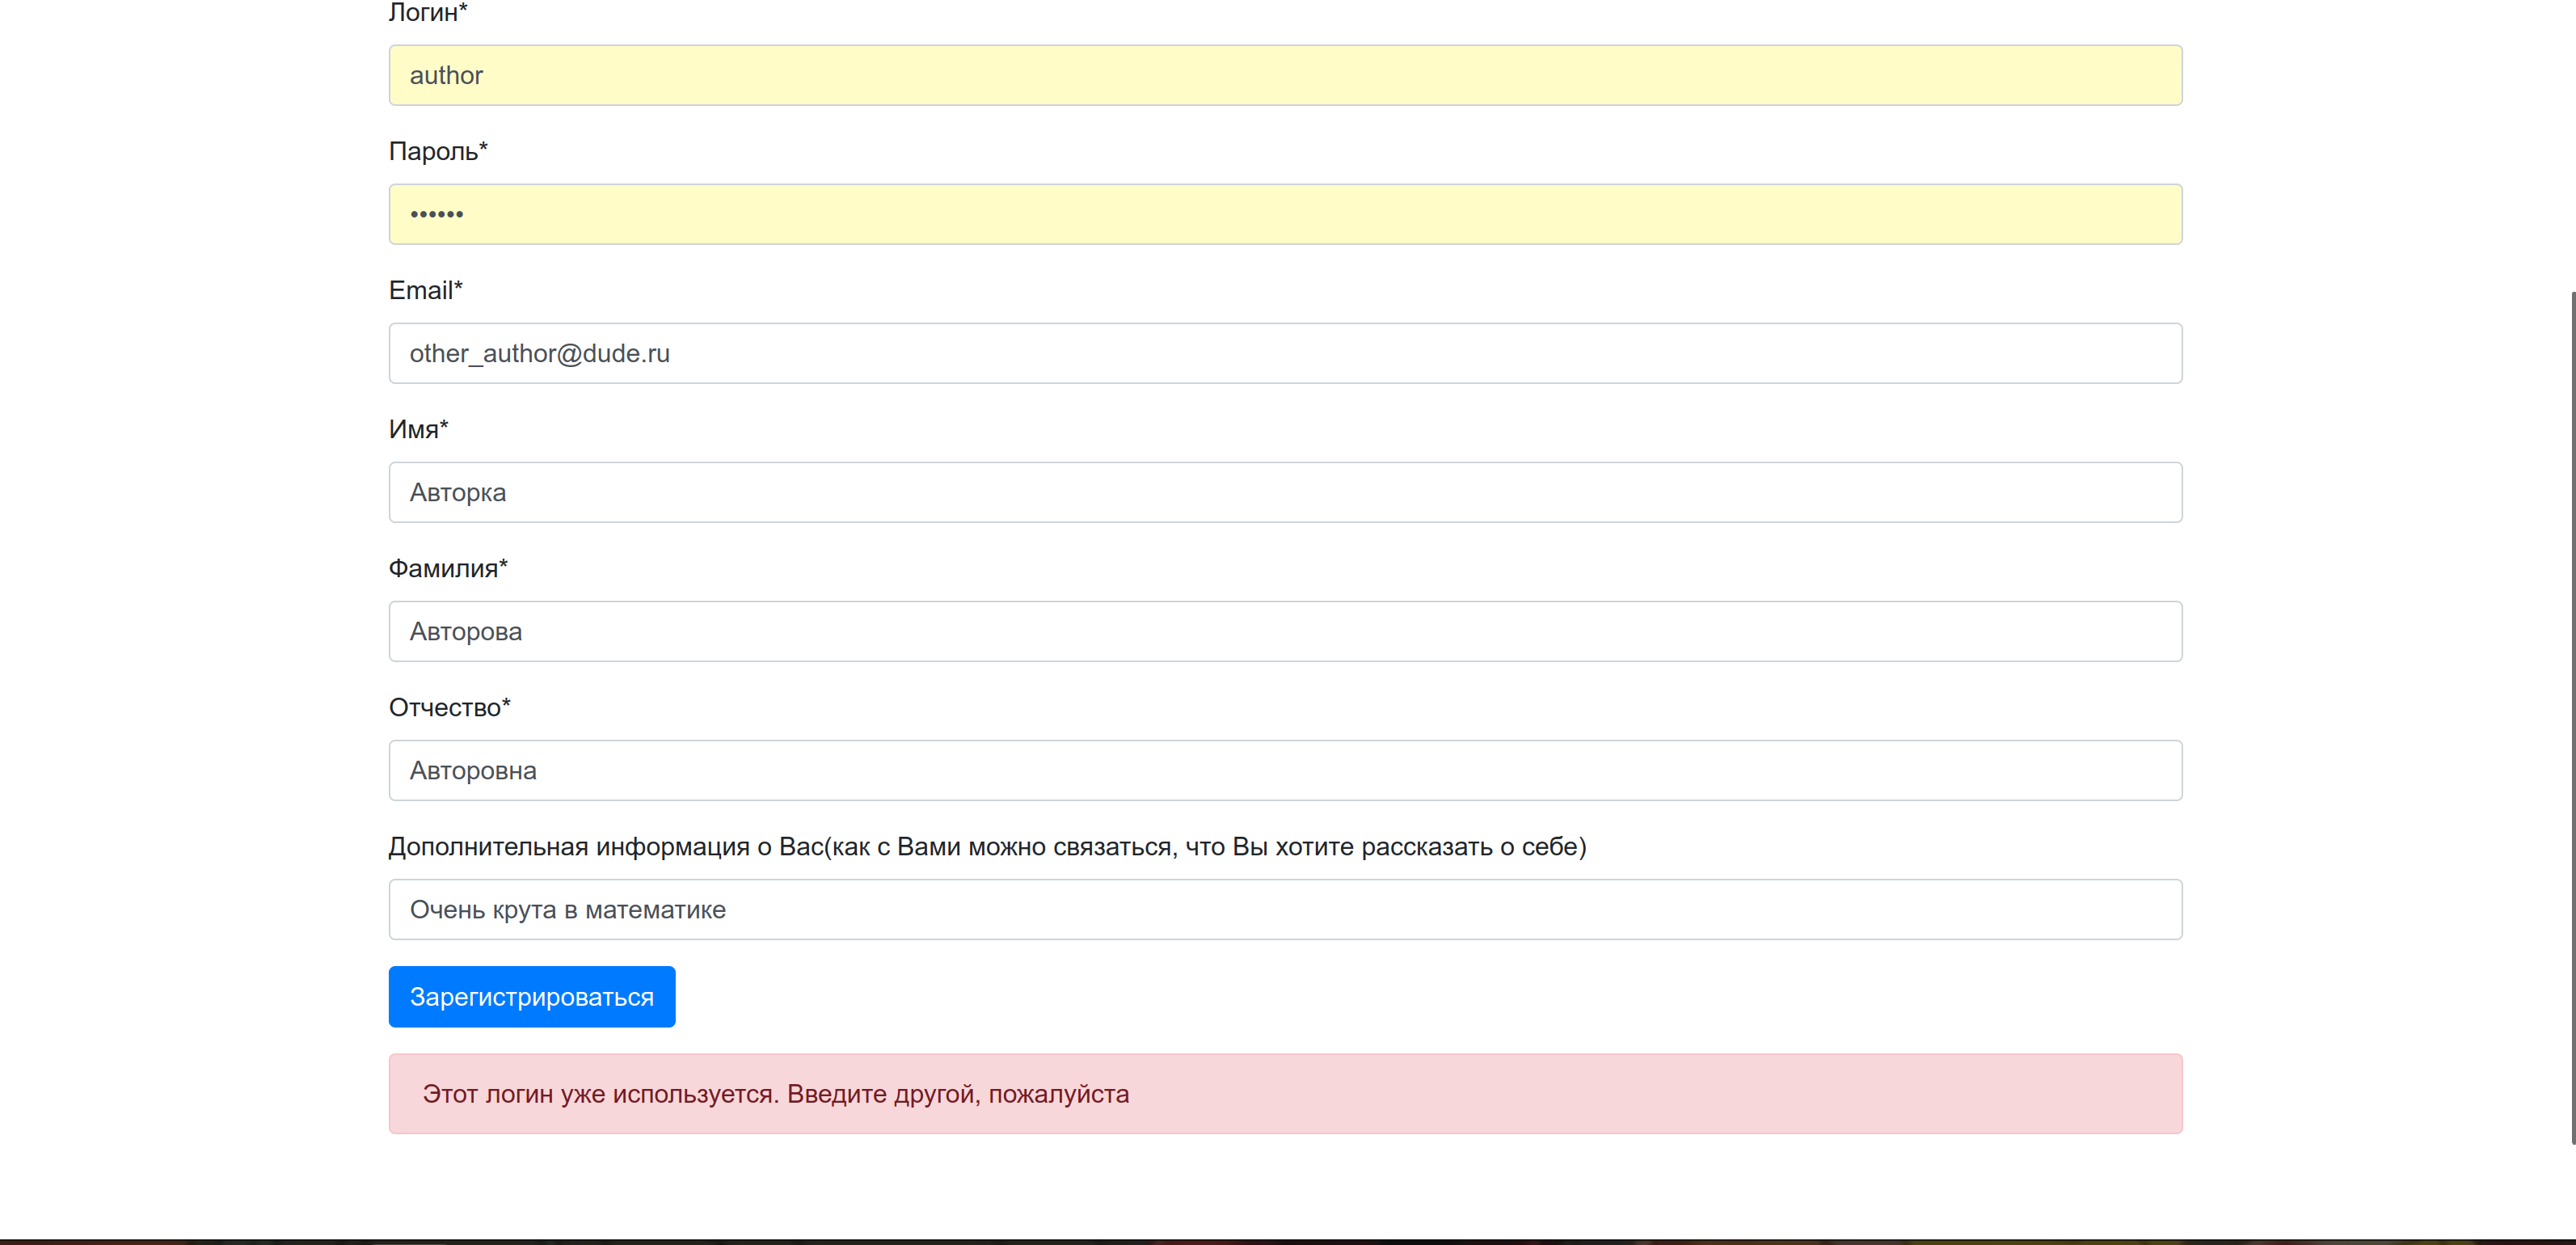 Логин*
author
Пароль*
••••••
Email*
other_author@dude.ru
Имя*
Авторка
Фамилия*
Авторова
Отчество*
Авторовна
Дополнительная информация о Вас(как с Вами можно связаться, что Вы хотите рассказать о себе)
Очень крута в математике
Зарегистрироваться
Этот логин уже используется. Введите другой, пожалуйста